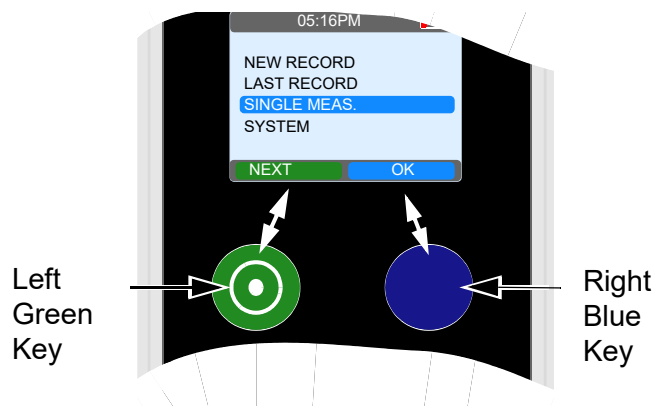 05:16PM
NEW RECORD
LAST RECORD
SINGLE MEAS.
SYSTEM
NEXT OK
Left
Green
Key
Right
Blue
Key